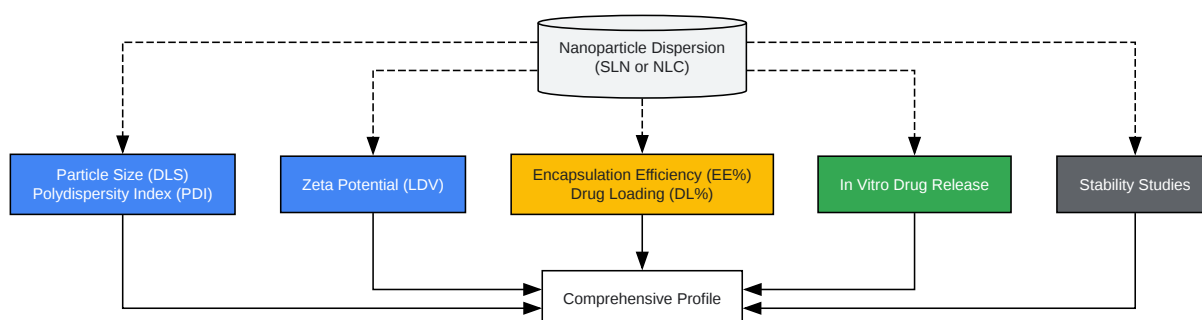 Nanoparticle Dispersion
(SLN or NLC)
Particle Size (DLS)
Polydispersity Index (PDI)
Zeta Potential (LDV)
Encapsulation Efficiency (EE%)
Drug Loading (DL%)
In Vitro Drug Release
Stability Studies
Comprehensive Profile